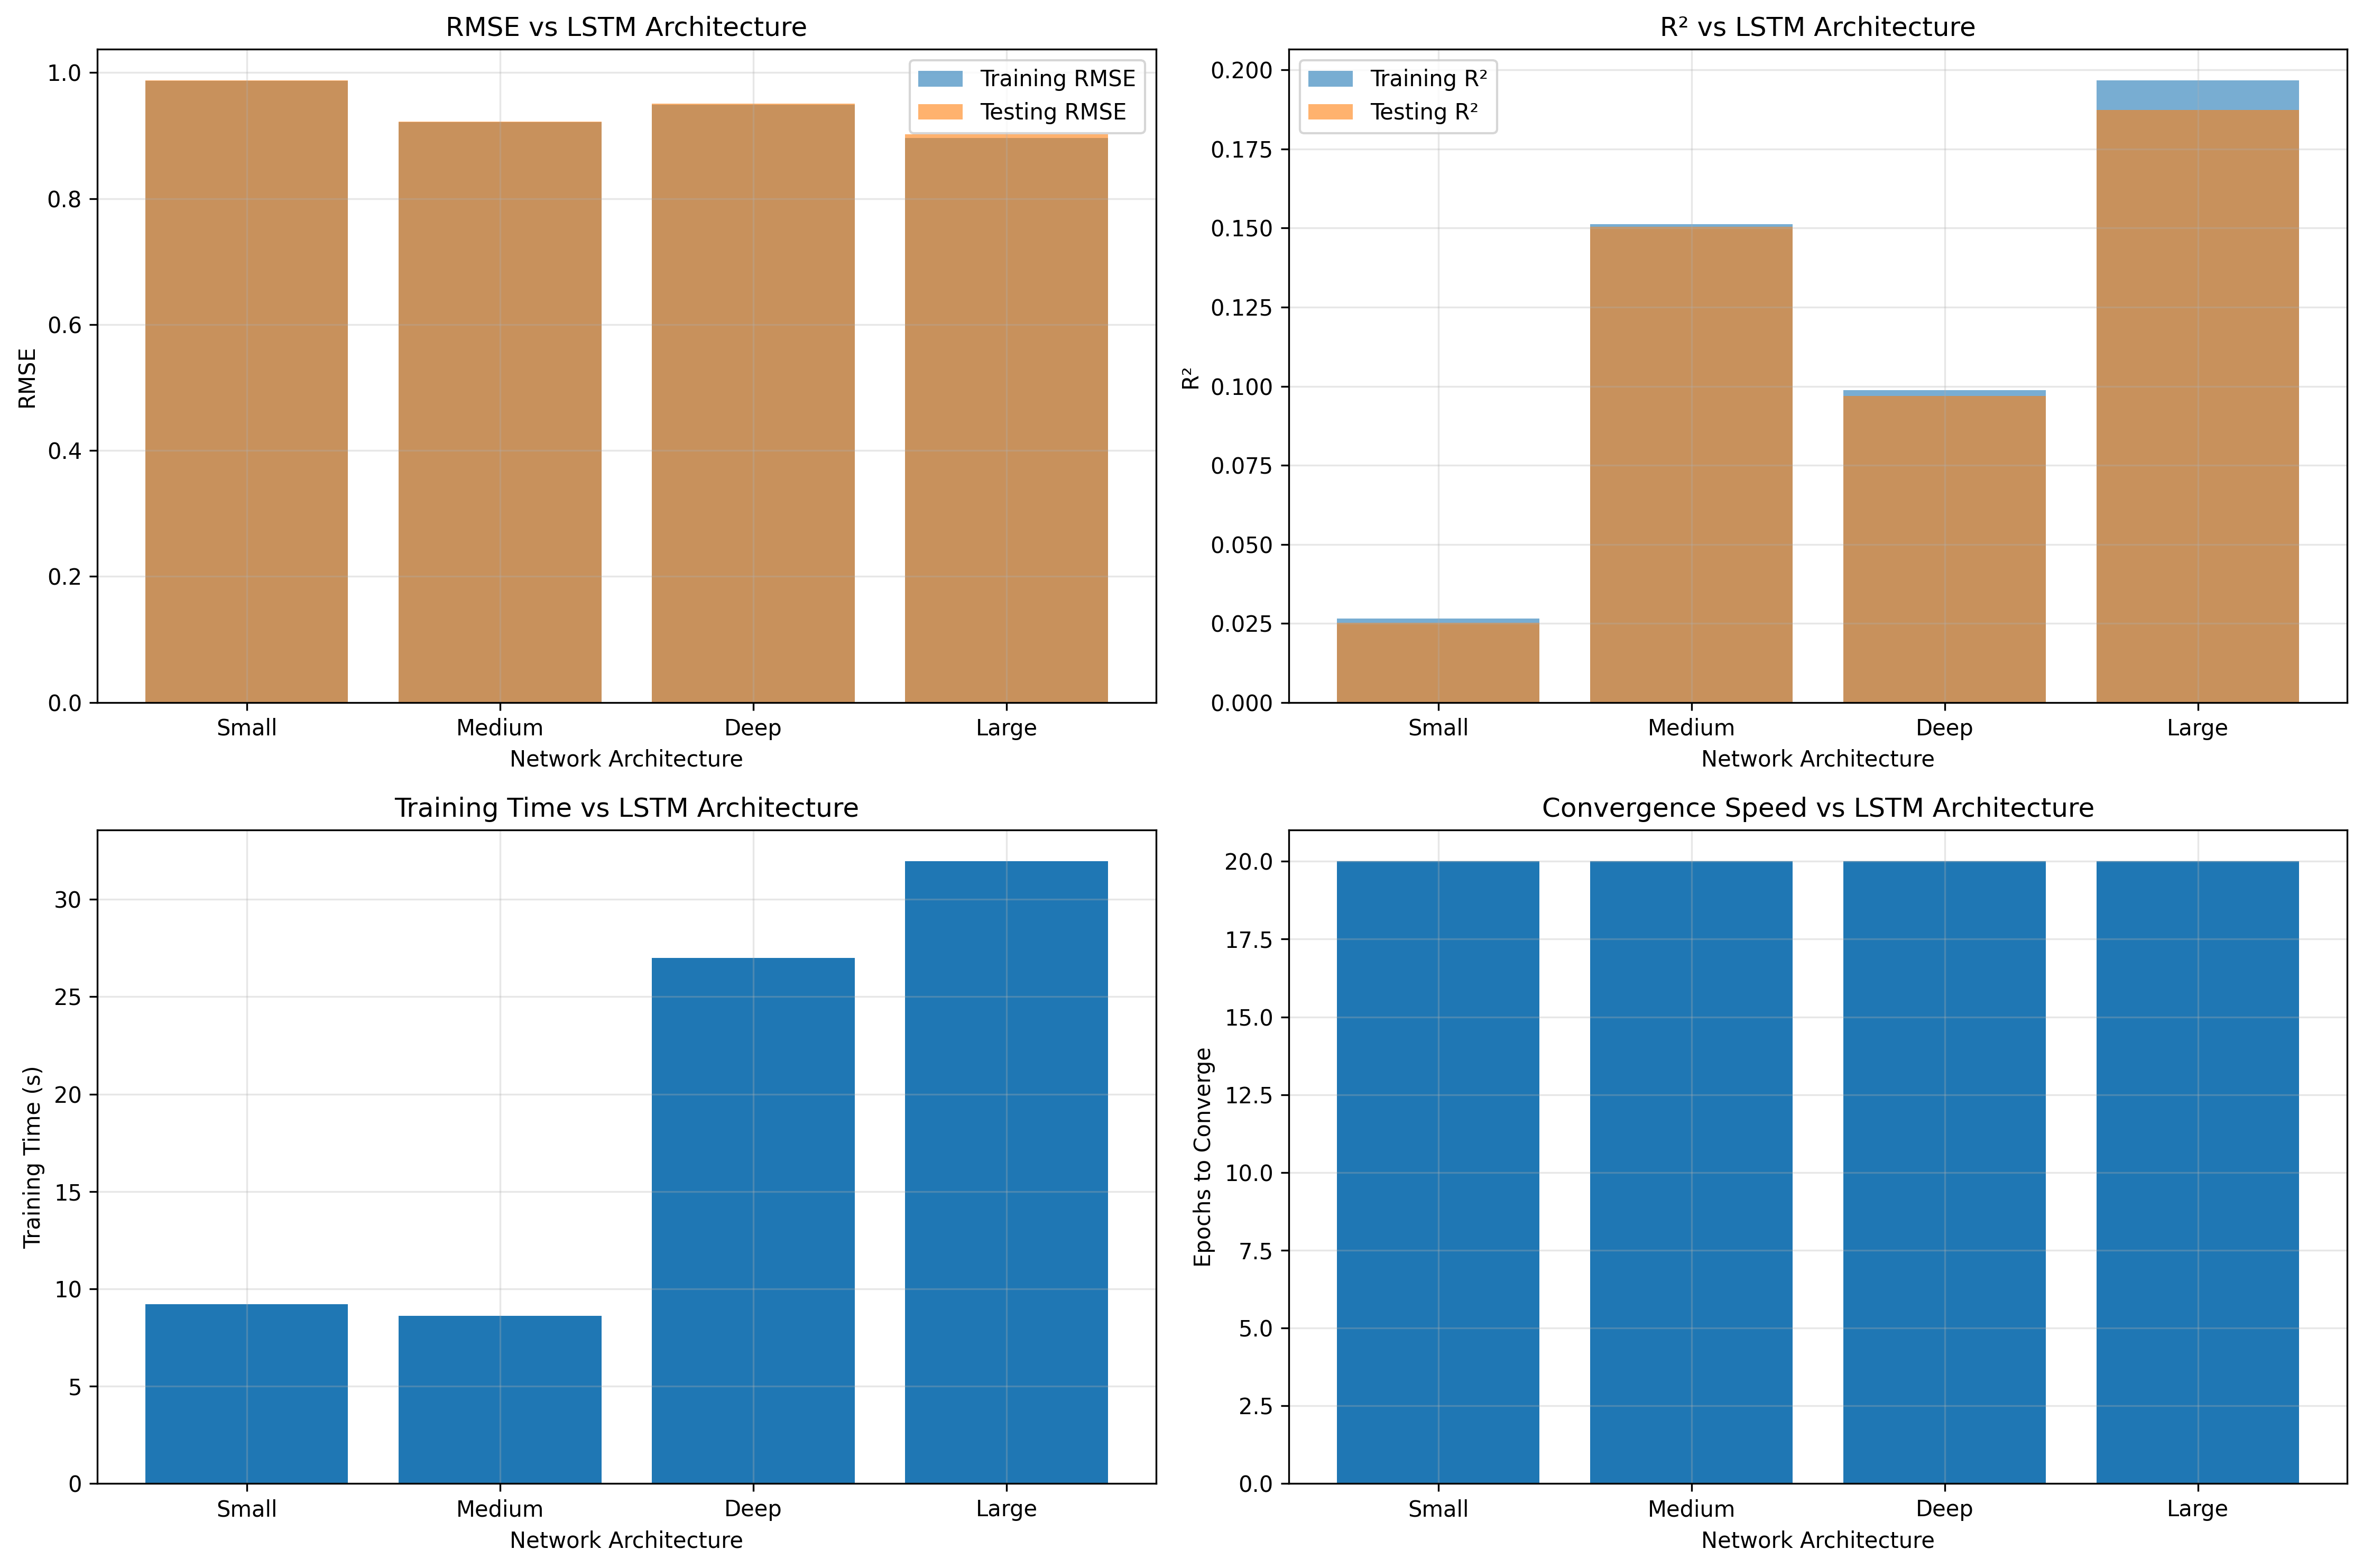 RMSE vs LSTM Architecture
1.0
0.8
0.6
0.4
0.2
0.0
RMSE
Training RMSE
Testing RMSE
Small Medium Deep Large
Network Architecture
R² vs LSTM Architecture
0.200
0.175
0.150
0.125
0.100
0.075
0.050
0.025
0.000
R²
Training R²
Testing R²
Small Medium Deep Large
Network Architecture
Training Time vs LSTM Architecture
30
25
20
15
10
5
0
Training Time (s)
Small Medium Deep Large
Network Architecture
Convergence Speed vs LSTM Architecture
20.0
17.5
15.0
12.5
10.0
7.5
5.0
2.5
0.0
Epochs to Converge
Small Medium Deep Large
Network Architecture